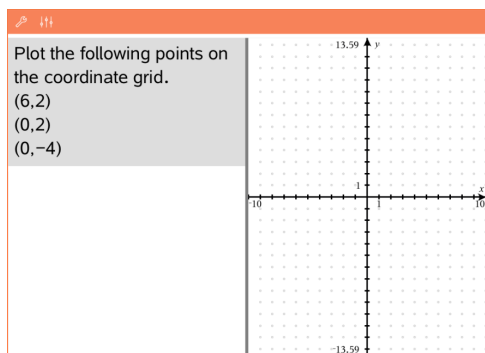 Plot the following points on
the coordinate grid.
(6,2)
(0,2)
(0,−4)
13.59
y
1
x
-10
1
10
-13.59